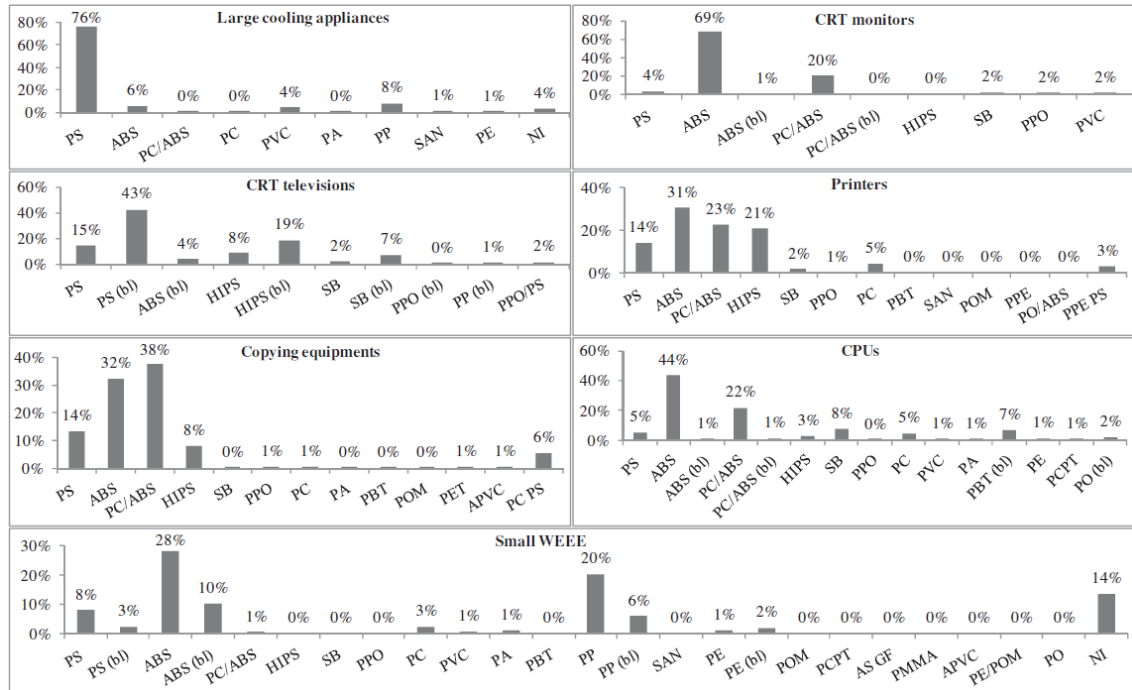 Large cooling appliances
80%
60%
40%
20%
0%
76%
6%
0%
0%
4%
0%
8%
1%
1%
4%
PS
ABS
PC/ABS
PC
PVC
PA
PP
SAN
PE
NI
CRT monitors
80%
60%
40%
20%
0%
4%
69%
1%
20%
0%
0%
2%
2%
2%
PS
ABS
ABS (bl)
PC/ABS
PC/ABS (bl)
HIPS
SB
PPO
PVC
CRT televisions
60%
40%
20%
0%
15%
43%
4%
8%
19%
2%
7%
0%
1%
2%
PS
PS (bl)
ABS (bl)
HIPS
HIPS (bl)
SB
SB (bl)
PPO (bl)
PP (bl)
PPO/PS
Printers
40%
20%
0%
14%
31%
23%
21%
2%
1%
5%
0%
0%
0%
0%
0%
3%
PS
ABS
PC/ABS
HIPS
SB
PPO
PC
PBT
SAN
POM
PPE
PO/ABS
PPE PS
Copying equipments
40%
30%
20%
10%
0%
14%
32%
38%
8%
0%
1%
1%
0%
0%
0%
1%
1%
6%
PS
ABS
PC/ABS
HIPS
SB
PPO
PC
PA
PBT
POM
PET
APVC
PC PS
CPUs
60%
40%
20%
0%
5%
44%
1%
22%
1%
3%
8%
0%
5%
1%
1%
7%
1%
1%
2%
PS
ABS
ABS (bl)
PC/ABS
PC/ABS (bl)
HIPS
SB
PPO
PC
PVC
PA
PBT (bl)
PE
PCPT
PO (bl)
Small WEEE
30%
20%
10%
0%
8%
3%
28%
10%
1%
0%
0%
0%
3%
1%
1%
0%
20%
6%
0%
1%
2%
0%
0%
0%
0%
0%
0%
0%
14%
PS
PS (bl)
ABS
ABS (bl)
PC/ABS
HIPS
SB
PPO
PC
PVC
PA
PBT
PP
PP (bl)
SAN
PE
PE (bl)
POM
PCPT
AS GF
PMMA
APVC
PE/POM
PO
NI